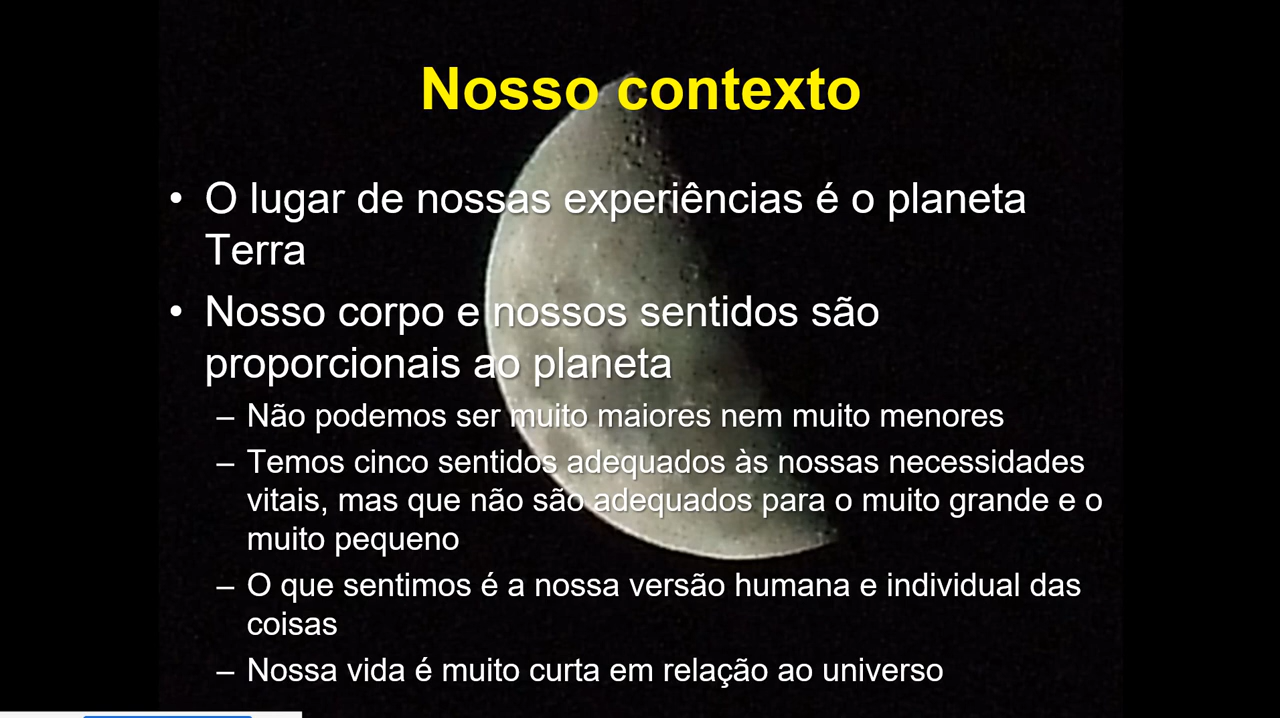 Nosso contexto
• O lugar de nossas experiências é o planeta
Terra
• Nosso corpo e nossos sentidos são
proporcionais ao planeta
– Não podemos ser muito maiores nem muito menores
– Temos cinco sentidos adequados às nossas necessidades
vitais, mas que não são adequados para o muito grande e o
muito pequeno
– O que sentimos é a nossa versão humana e individual das
coisas
– Nossa vida é muito curta em relação ao universo